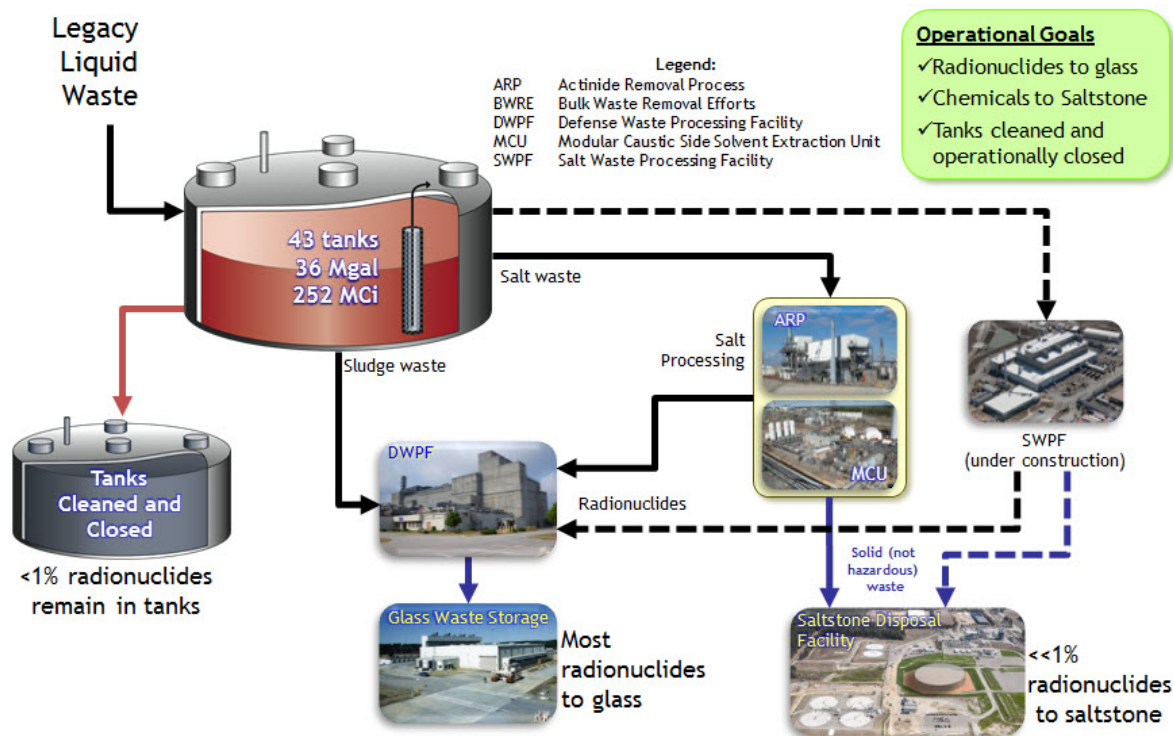 Legacy
Liquid
Waste
Legend:
ARP Actinide Removal Process
BWRE Bulk Waste Removal Efforts
DWPF Defense Waste Processing Facility
MCU Modular Caustic Side Solvent Extraction Unit
SWPF Salt Waste Processing Facility
Operational Goals
✓Radionuclides to glass
✓Chemicals to Saltstone
✓Tanks cleaned and
operationally closed
43 tanks
36 Mgal
252 MCi
Salt waste
Sludge waste
Salt
Processing
ARP
MCU
SWPF
(under construction)
Tanks
Cleaned and
Closed
<1% radionuclides
remain in tanks
DWPF
Radionuclides
Solid (not
hazardous)
waste
Glass Waste Storage
Most
radionuclides
to glass
Saltstone Disposal
Facility
<<1%
radionuclides
to saltstone